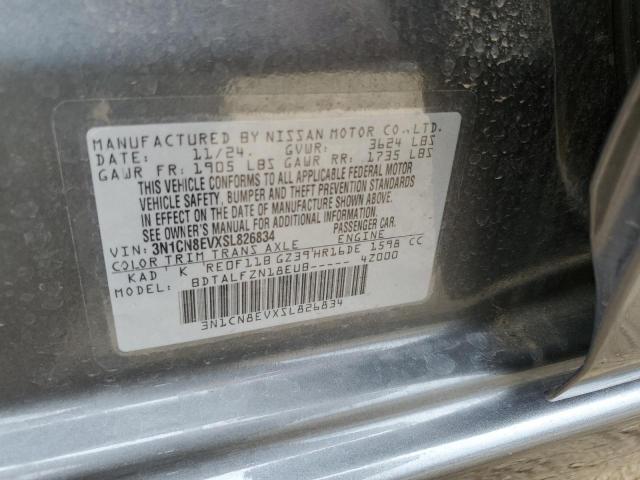 MANUFACTURED BY NISSAN MOTOR CO.,LTD.
DATE: 11/24. GVWR: 3624 LBS
GAWR FR: 1905 LBS GAWR RR: 1735 LBS
THIS VEHICLE CONFORMS TO ALL APPLICABLE FEDERAL MOTOR
VEHICLE SAFETY, BUMPER AND THEFT PREVENTION STANDARDS
IN EFFECT ON THE DATE OF MANUFACTURE SHOWN ABOVE.
SEE OWNER'S MANUAL FOR ADDITIONAL INFORMATION.
VIN: 3N1CN8EVXSL826834 PASSENGER CAR.
COLOR TRIM TRANS AXLE ENGINE
KAD K RE0F11B GZ39 HR16DE 1598 CC
MODEL: BDTALFZN18EUB----- 4Z000
3N1CN8EVXSL826834